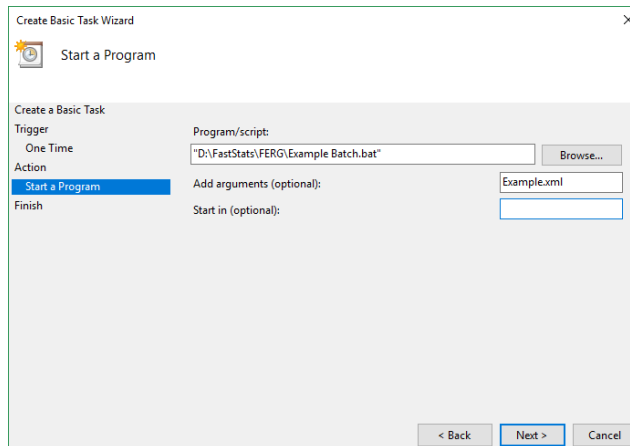 Create Basic Task Wizard
Start a Program
Create a Basic Task
Trigger
One Time
Action
Start a Program
Finish
Program/script:
"D:\FastStats\FERG\Example Batch.bat"
Browse...
Add arguments (optional):
Example.xml
Start in (optional):
< Back
Next >
Cancel